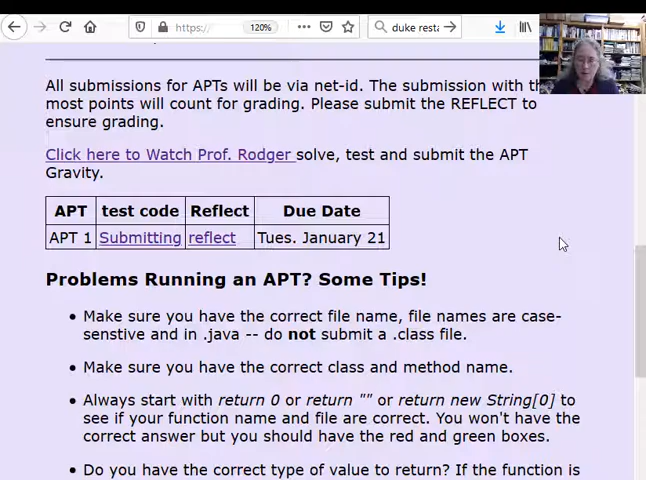 https://
120%
duke resta
All submissions for APTs will be via net-id. The submission with th
most points will count for grading. Please submit the REFLECT to
ensure grading.
Click here to Watch Prof. Rodger solve, test and submit the APT
Gravity.
APT test code Reflect Due Date
APT 1 Submitting reflect Tues. January 21
Problems Running an APT? Some Tips!
• Make sure you have the correct file name, file names are case-
senstive and in .java -- do not submit a .class file.
• Make sure you have the correct class and method name.
• Always start with return 0 or return "" or return new String[0] to
see if your function name and file are correct. You won't have the
correct answer but you should have the red and green boxes.
• Do you have the correct type of value to return? If the function is